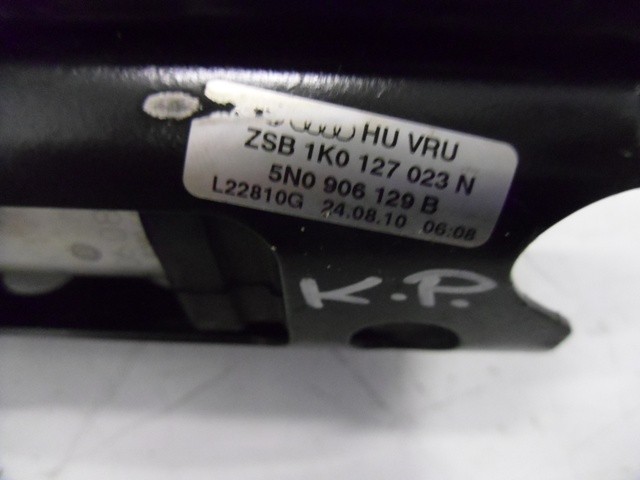 HU VRU
ZSB 1K0 127 023 N
5N0 906 129 B
L22810G 24.08.10 06:08
K.P.